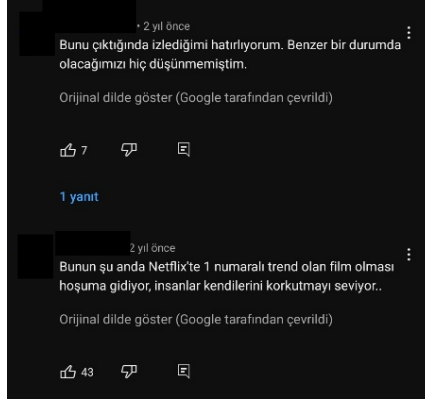 • 2 yıl önce
Bunu çıktığında izlediğimi hatırlıyorum. Benzer bir durumda
olacağımızı hiç düşünmemiştim.
Orijinal dilde göster (Google tarafından çevrildi)
7
1 yanıt
2 yıl önce
Bunun şu anda Netflix'te 1 numaralı trend olan film olması
hoşuma gidiyor, insanlar kendilerini korkutmayı seviyor..
Orijinal dilde göster (Google tarafından çevrildi)
43